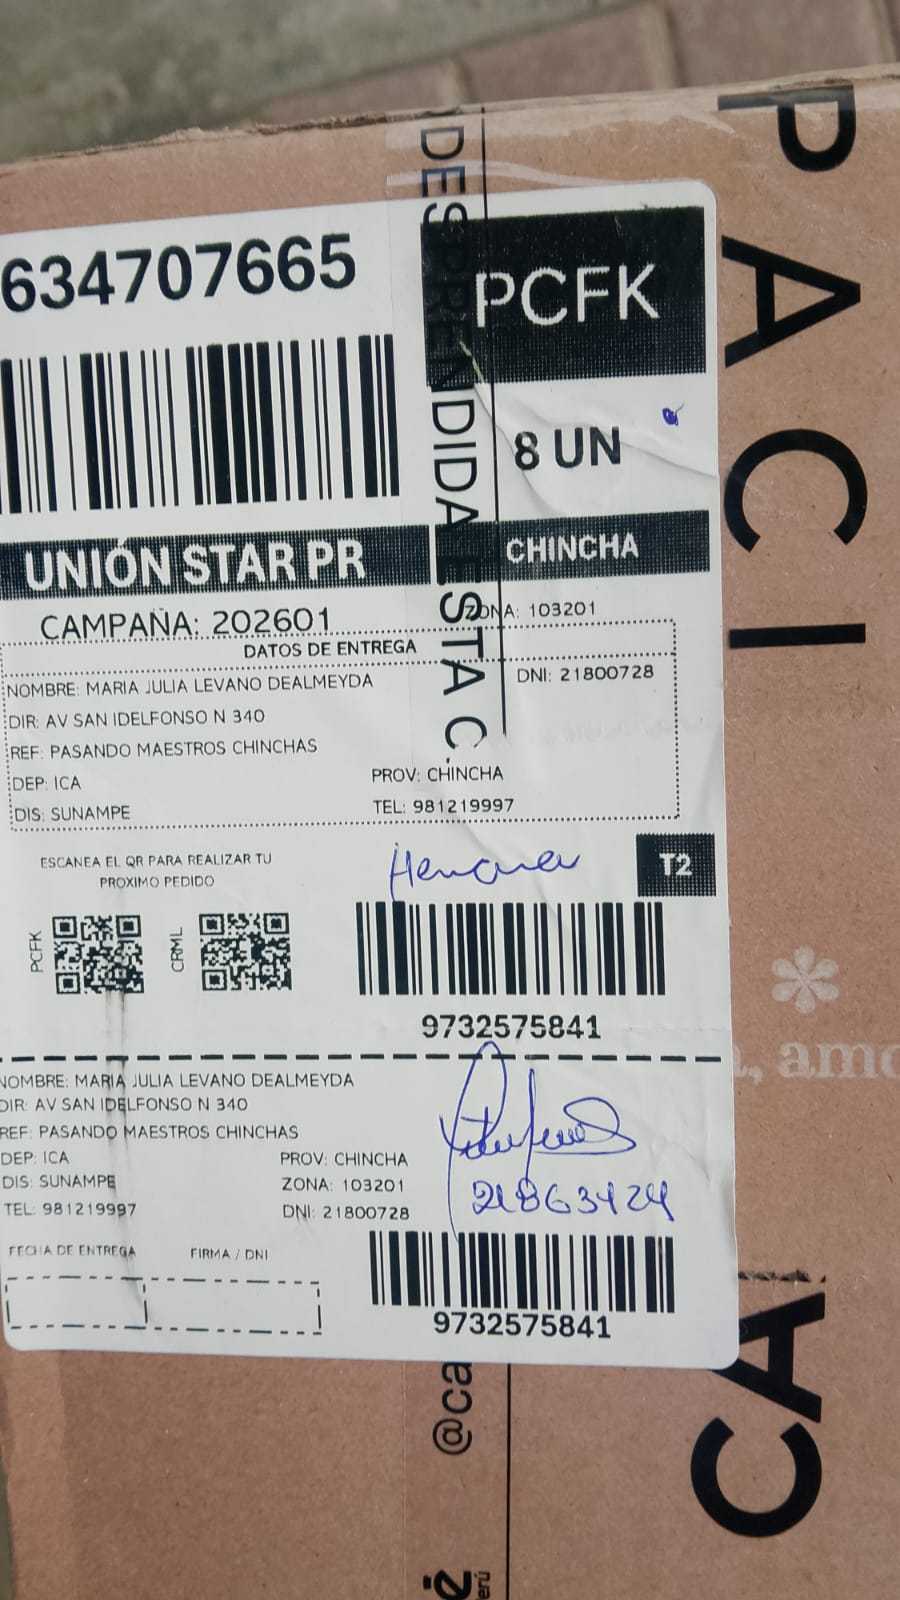 634707665
PCFK
8 UN
UNIÓN STAR PR
CHINCHA
CAMPAÑA: 202601
ZONA: 103201
DATOS DE ENTREGA
NOMBRE: MARIA JULIA LEVANO DEALMEYDA
DNI: 21800728
DIR: AV SAN IDELFONSO N 340
REF: PASANDO MAESTROS CHINCHAS
DEP: ICA
PROV: CHINCHA
DIS: SUNAMPE
TEL: 981219997
ESCANEA EL QR PARA REALIZAR TU
PROXIMO PEDIDO
T2
PCFK
CRML
9732575841
NOMBRE: MARIA JULIA LEVANO DEALMEYDA
DIR: AV SAN IDELFONSO N 340
REF: PASANDO MAESTROS CHINCHAS
DEP: ICA
PROV: CHINCHA
DIS: SUNAMPE
ZONA: 103201
TEL: 981219997
DNI: 21800728
21863424
FECHA DE ENTREGA
FIRMA / DNI
9732575841
DESPRENDIDA ESTA C
@ca
PACI
CA
, amo
erú